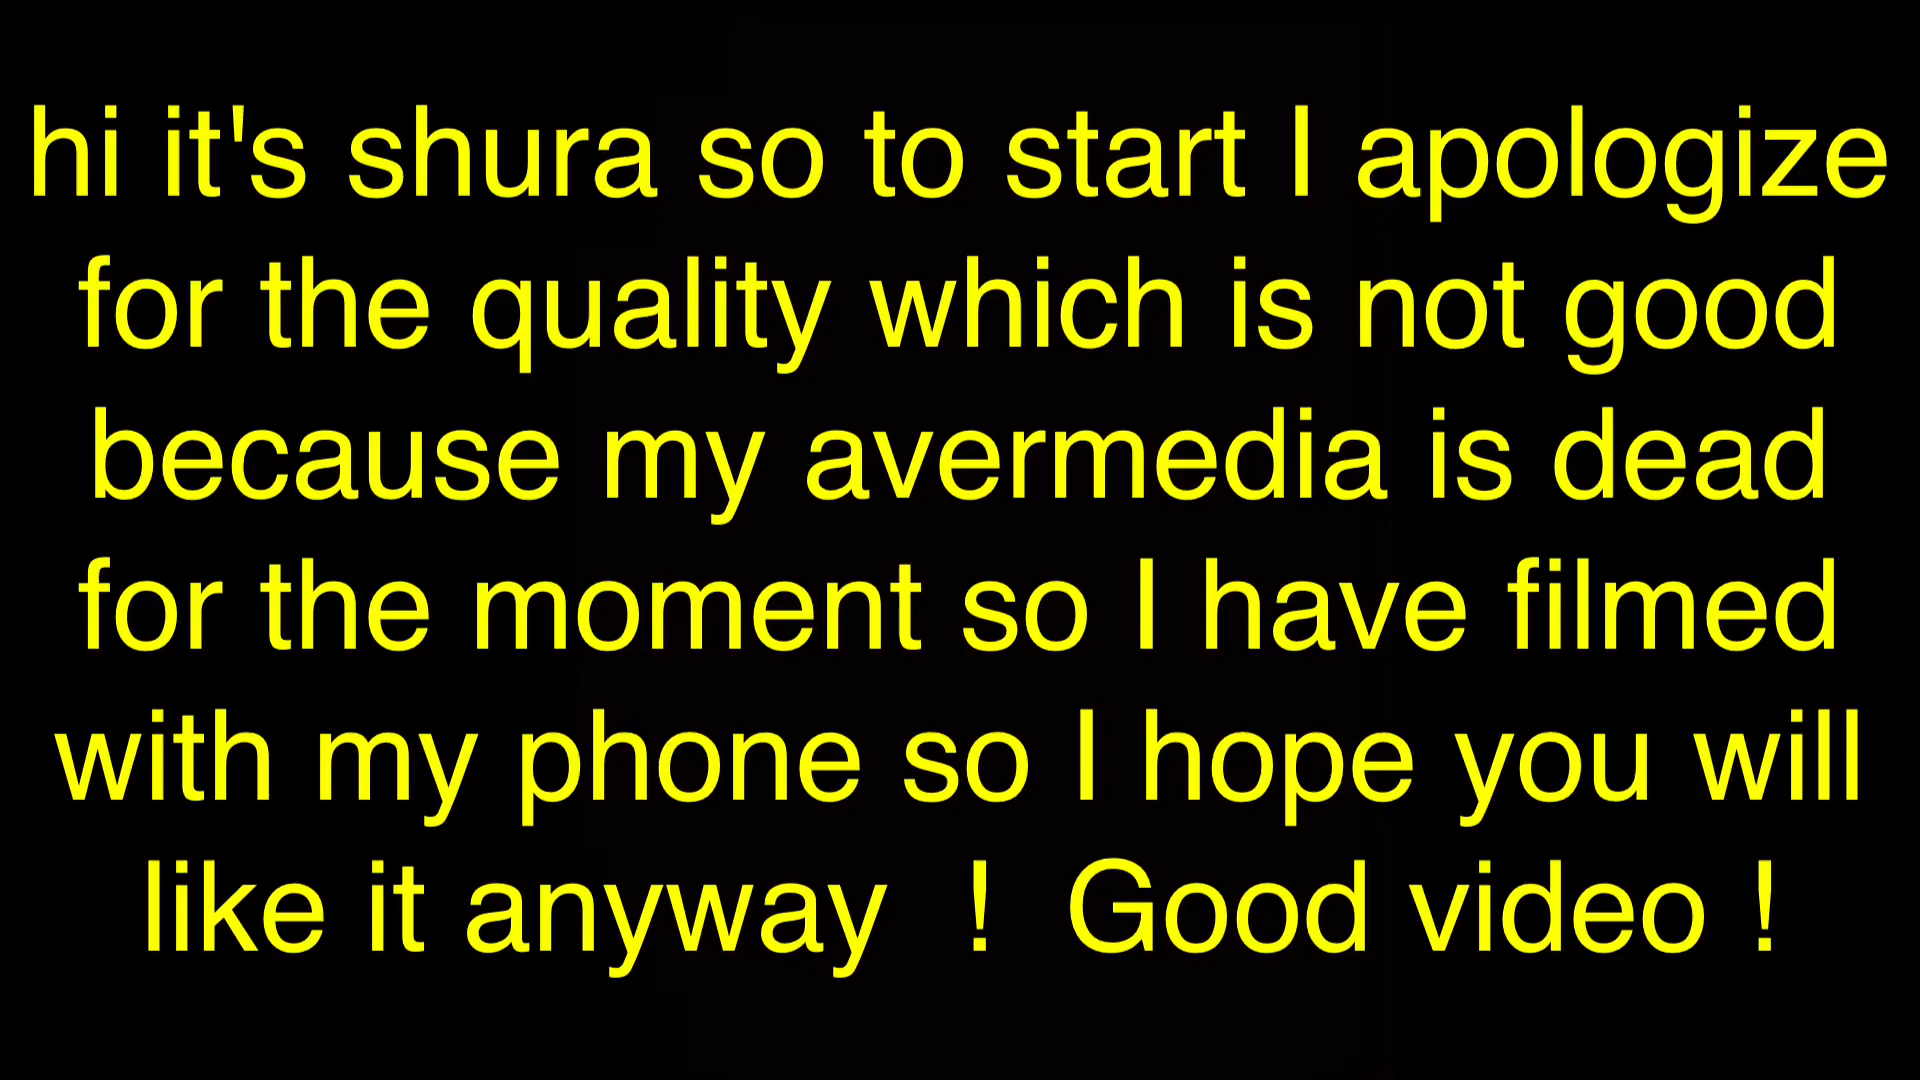 hi it's shura so to start I apologize
for the quality which is not good
because my avermedia is dead
for the moment so I have filmed
with my phone so I hope you will
like it anyway  !  Good video !